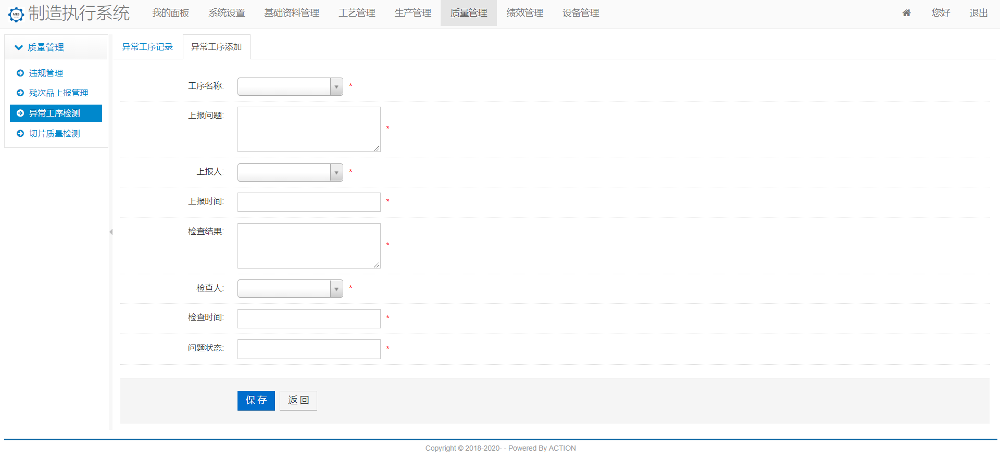 MES 制造执行系统 我的面板 系统设置 基础资料管理 工艺管理 生产管理 质量管理 绩效管理 设备管理 您好 退出
质量管理
违规管理
残次品上报管理
异常工序检测
切片质量检测
异常工序记录 异常工序添加
工序名称: *
上报问题: *
上报人: *
上报时间: *
检查结果: *
检查人: *
检查时间: *
问题状态: *
保存 返回
Copyright © 2018-2020- - Powered By ACTION